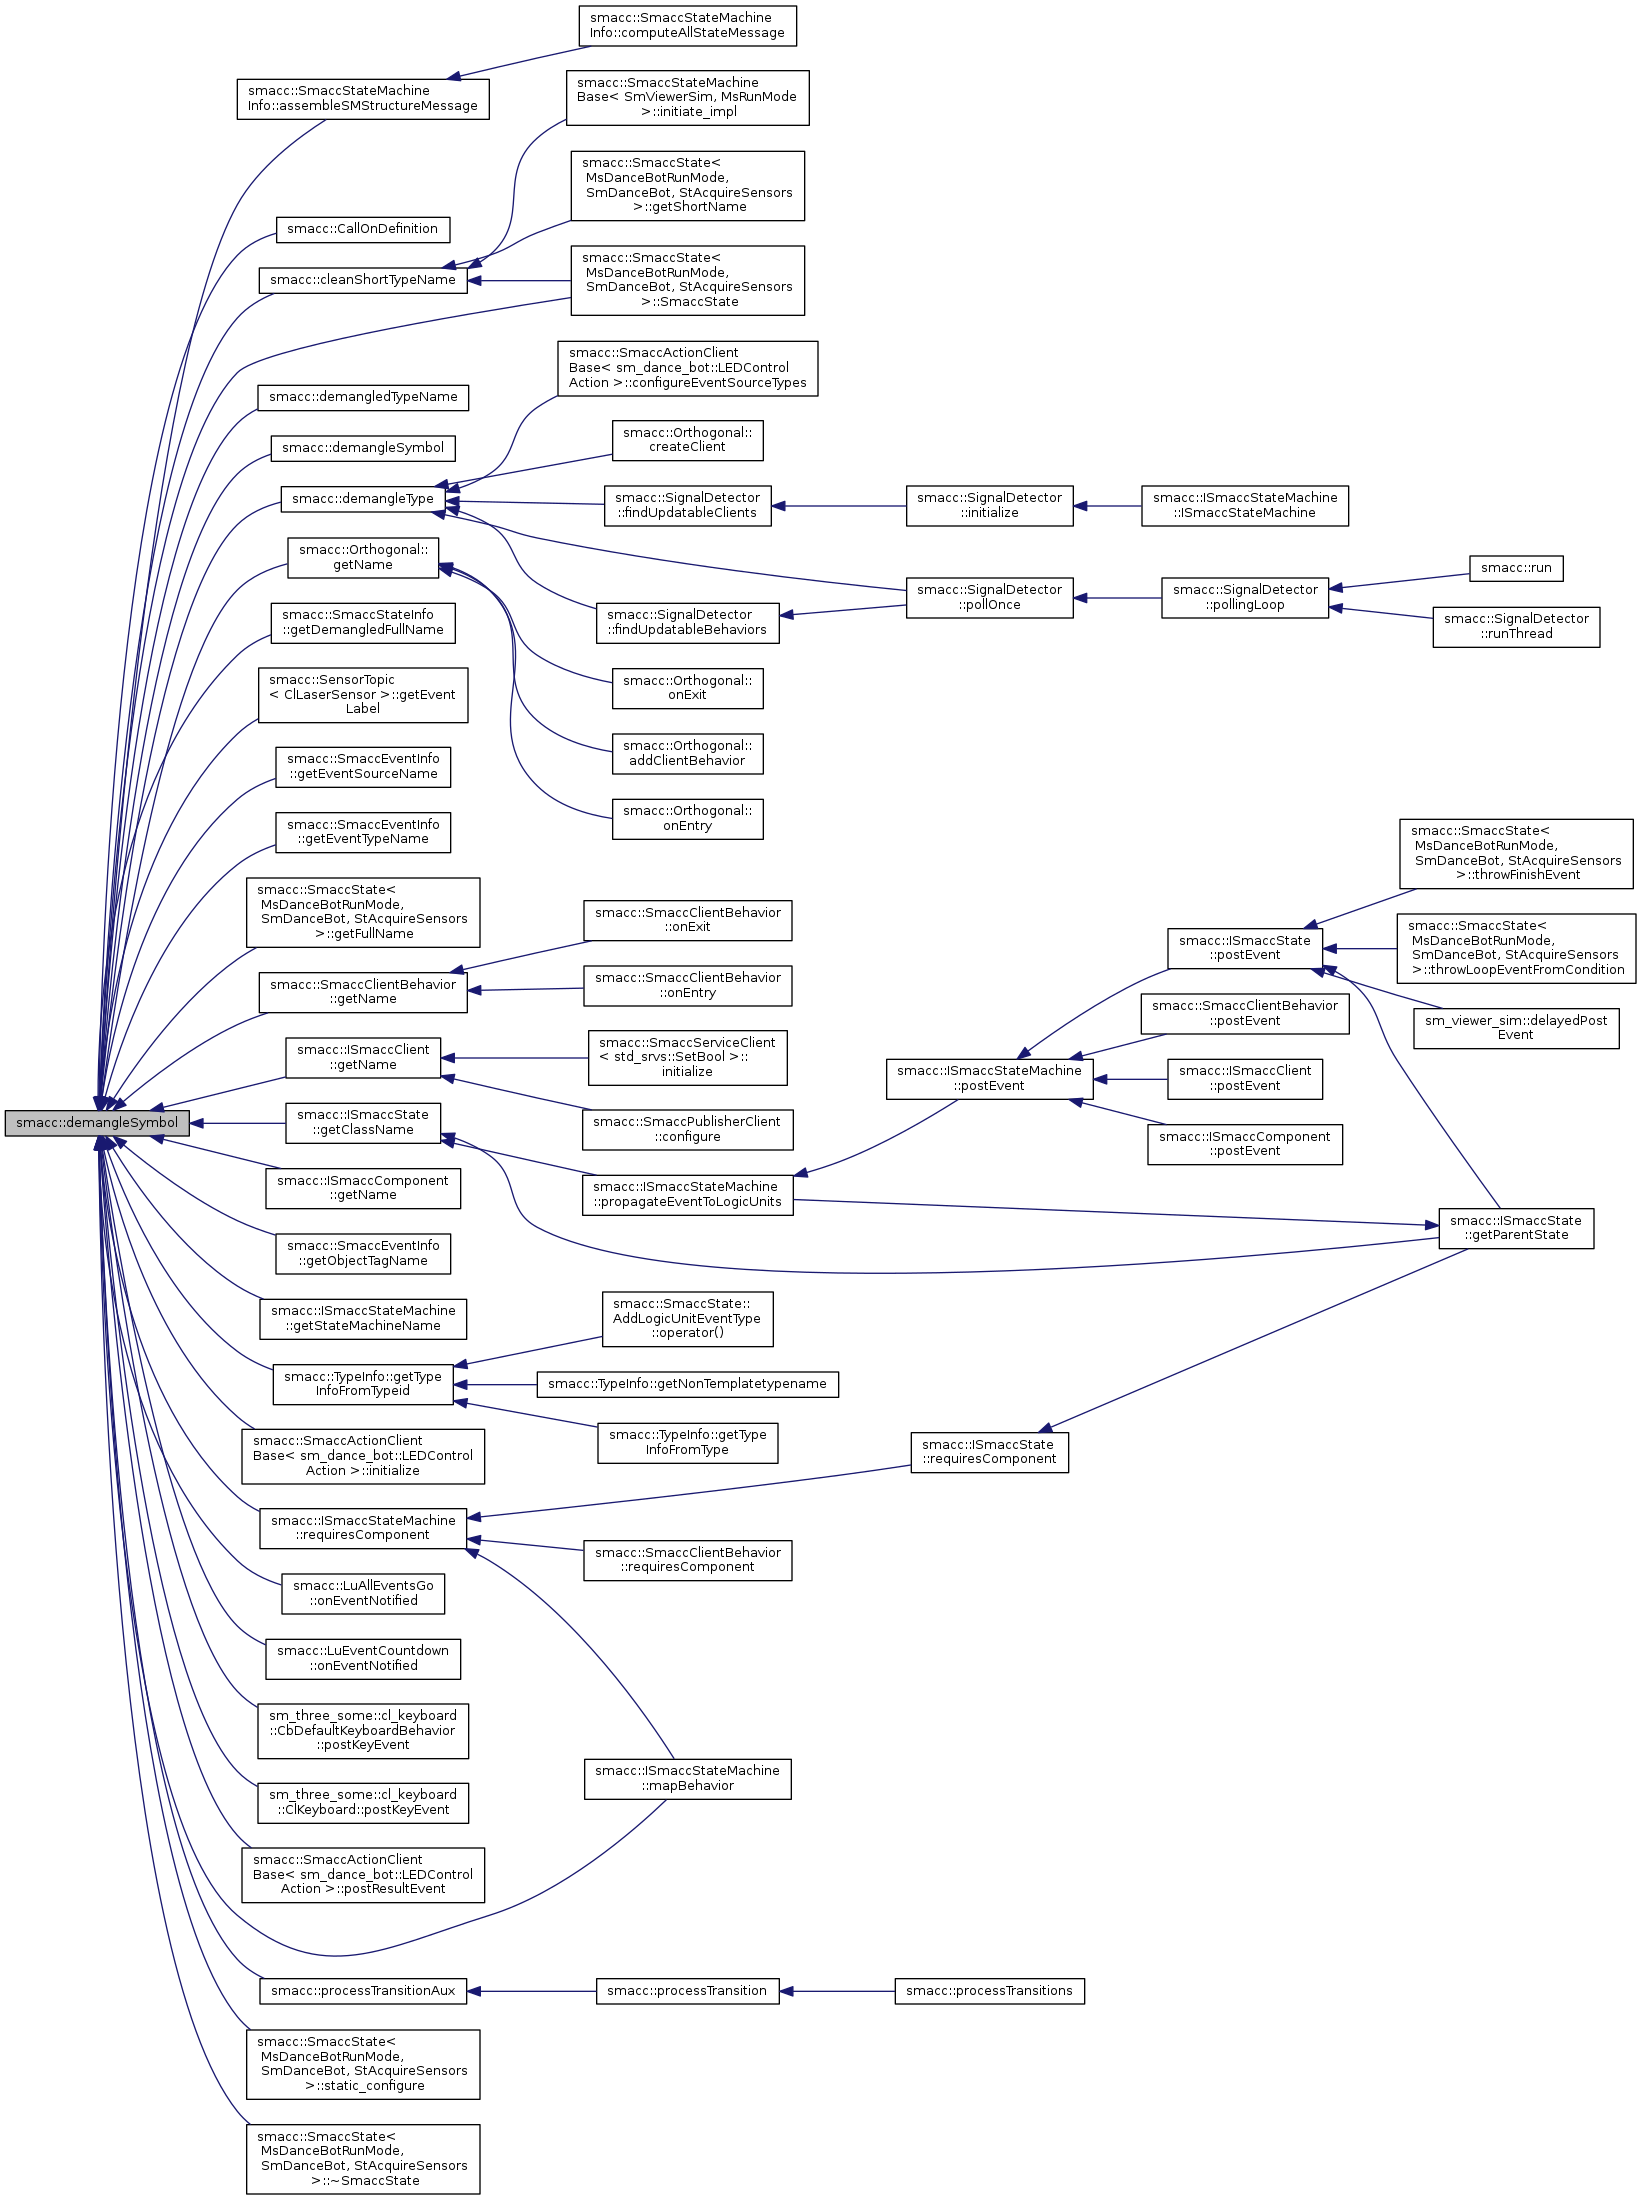 smacc::SmaccStateMachine
Info::computeAllStateMessage
smacc::SmaccStateMachine
Info::assembleSMStructureMessage
smacc::SmaccStateMachine
Base< SmViewerSim, MsRunMode
>::initiate_impl
smacc::SmaccState<
MsDanceBotRunMode,
SmDanceBot, StAcquireSensors
>::getShortName
smacc::CallOnDefinition
smacc::cleanShortTypeName
smacc::SmaccState<
MsDanceBotRunMode,
SmDanceBot, StAcquireSensors
>::SmaccState
smacc::SmaccActionClient
Base< sm_dance_bot::LEDControl
Action >::configureEventSourceTypes
smacc::demangledTypeName
smacc::demangleSymbol
smacc::Orthogonal::
createClient
smacc::demangleType
smacc::SignalDetector
::findUpdatableClients
smacc::SignalDetector
::initialize
smacc::ISmaccStateMachine
::ISmaccStateMachine
smacc::Orthogonal::
getName
smacc::run
smacc::SignalDetector
::pollOnce
smacc::SignalDetector
::pollingLoop
smacc::SmaccStateInfo
::getDemangledFullName
smacc::SignalDetector
::findUpdatableBehaviors
smacc::SignalDetector
::runThread
smacc::SensorTopic
< ClLaserSensor >::getEvent
Label
smacc::Orthogonal::
onExit
smacc::Orthogonal::
addClientBehavior
smacc::SmaccEventInfo
::getEventSourceName
smacc::Orthogonal::
onEntry
smacc::SmaccEventInfo
::getEventTypeName
smacc::SmaccState<
MsDanceBotRunMode,
SmDanceBot, StAcquireSensors
>::throwFinishEvent
smacc::SmaccState<
MsDanceBotRunMode,
SmDanceBot, StAcquireSensors
>::getFullName
smacc::SmaccClientBehavior
::onExit
smacc::ISmaccState
::postEvent
smacc::SmaccState<
MsDanceBotRunMode,
SmDanceBot, StAcquireSensors
>::throwLoopEventFromCondition
smacc::SmaccClientBehavior
::getName
smacc::SmaccClientBehavior
::onEntry
smacc::SmaccClientBehavior
::postEvent
sm_viewer_sim::delayedPost
Event
smacc::ISmaccClient
::getName
smacc::SmaccServiceClient
< std_srvs::SetBool >::
initialize
smacc::ISmaccStateMachine
::postEvent
smacc::ISmaccClient
::postEvent
smacc::demangleSymbol
smacc::ISmaccState
::getClassName
smacc::SmaccPublisherClient
::configure
smacc::ISmaccComponent
::postEvent
smacc::ISmaccComponent
::getName
smacc::ISmaccStateMachine
::propagateEventToLogicUnits
smacc::ISmaccState
::getParentState
smacc::SmaccEventInfo
::getObjectTagName
smacc::ISmaccStateMachine
::getStateMachineName
smacc::SmaccState::
AddLogicUnitEventType
::operator()
smacc::TypeInfo::getType
InfoFromTypeid
smacc::TypeInfo::getNonTemplatetypename
smacc::TypeInfo::getType
InfoFromType
smacc::SmaccActionClient
Base< sm_dance_bot::LEDControl
Action >::initialize
smacc::ISmaccState
::requiresComponent
smacc::ISmaccStateMachine
::requiresComponent
smacc::SmaccClientBehavior
::requiresComponent
smacc::LuAllEventsGo
::onEventNotified
smacc::LuEventCountdown
::onEventNotified
sm_three_some::cl_keyboard
::CbDefaultKeyboardBehavior
::postKeyEvent
smacc::ISmaccStateMachine
::mapBehavior
sm_three_some::cl_keyboard
::ClKeyboard::postKeyEvent
smacc::SmaccActionClient
Base< sm_dance_bot::LEDControl
Action >::postResultEvent
smacc::processTransitionAux
smacc::processTransition
smacc::processTransitions
smacc::SmaccState<
MsDanceBotRunMode,
SmDanceBot, StAcquireSensors
>::static_configure
smacc::SmaccState<
MsDanceBotRunMode,
SmDanceBot, StAcquireSensors
>::~SmaccState